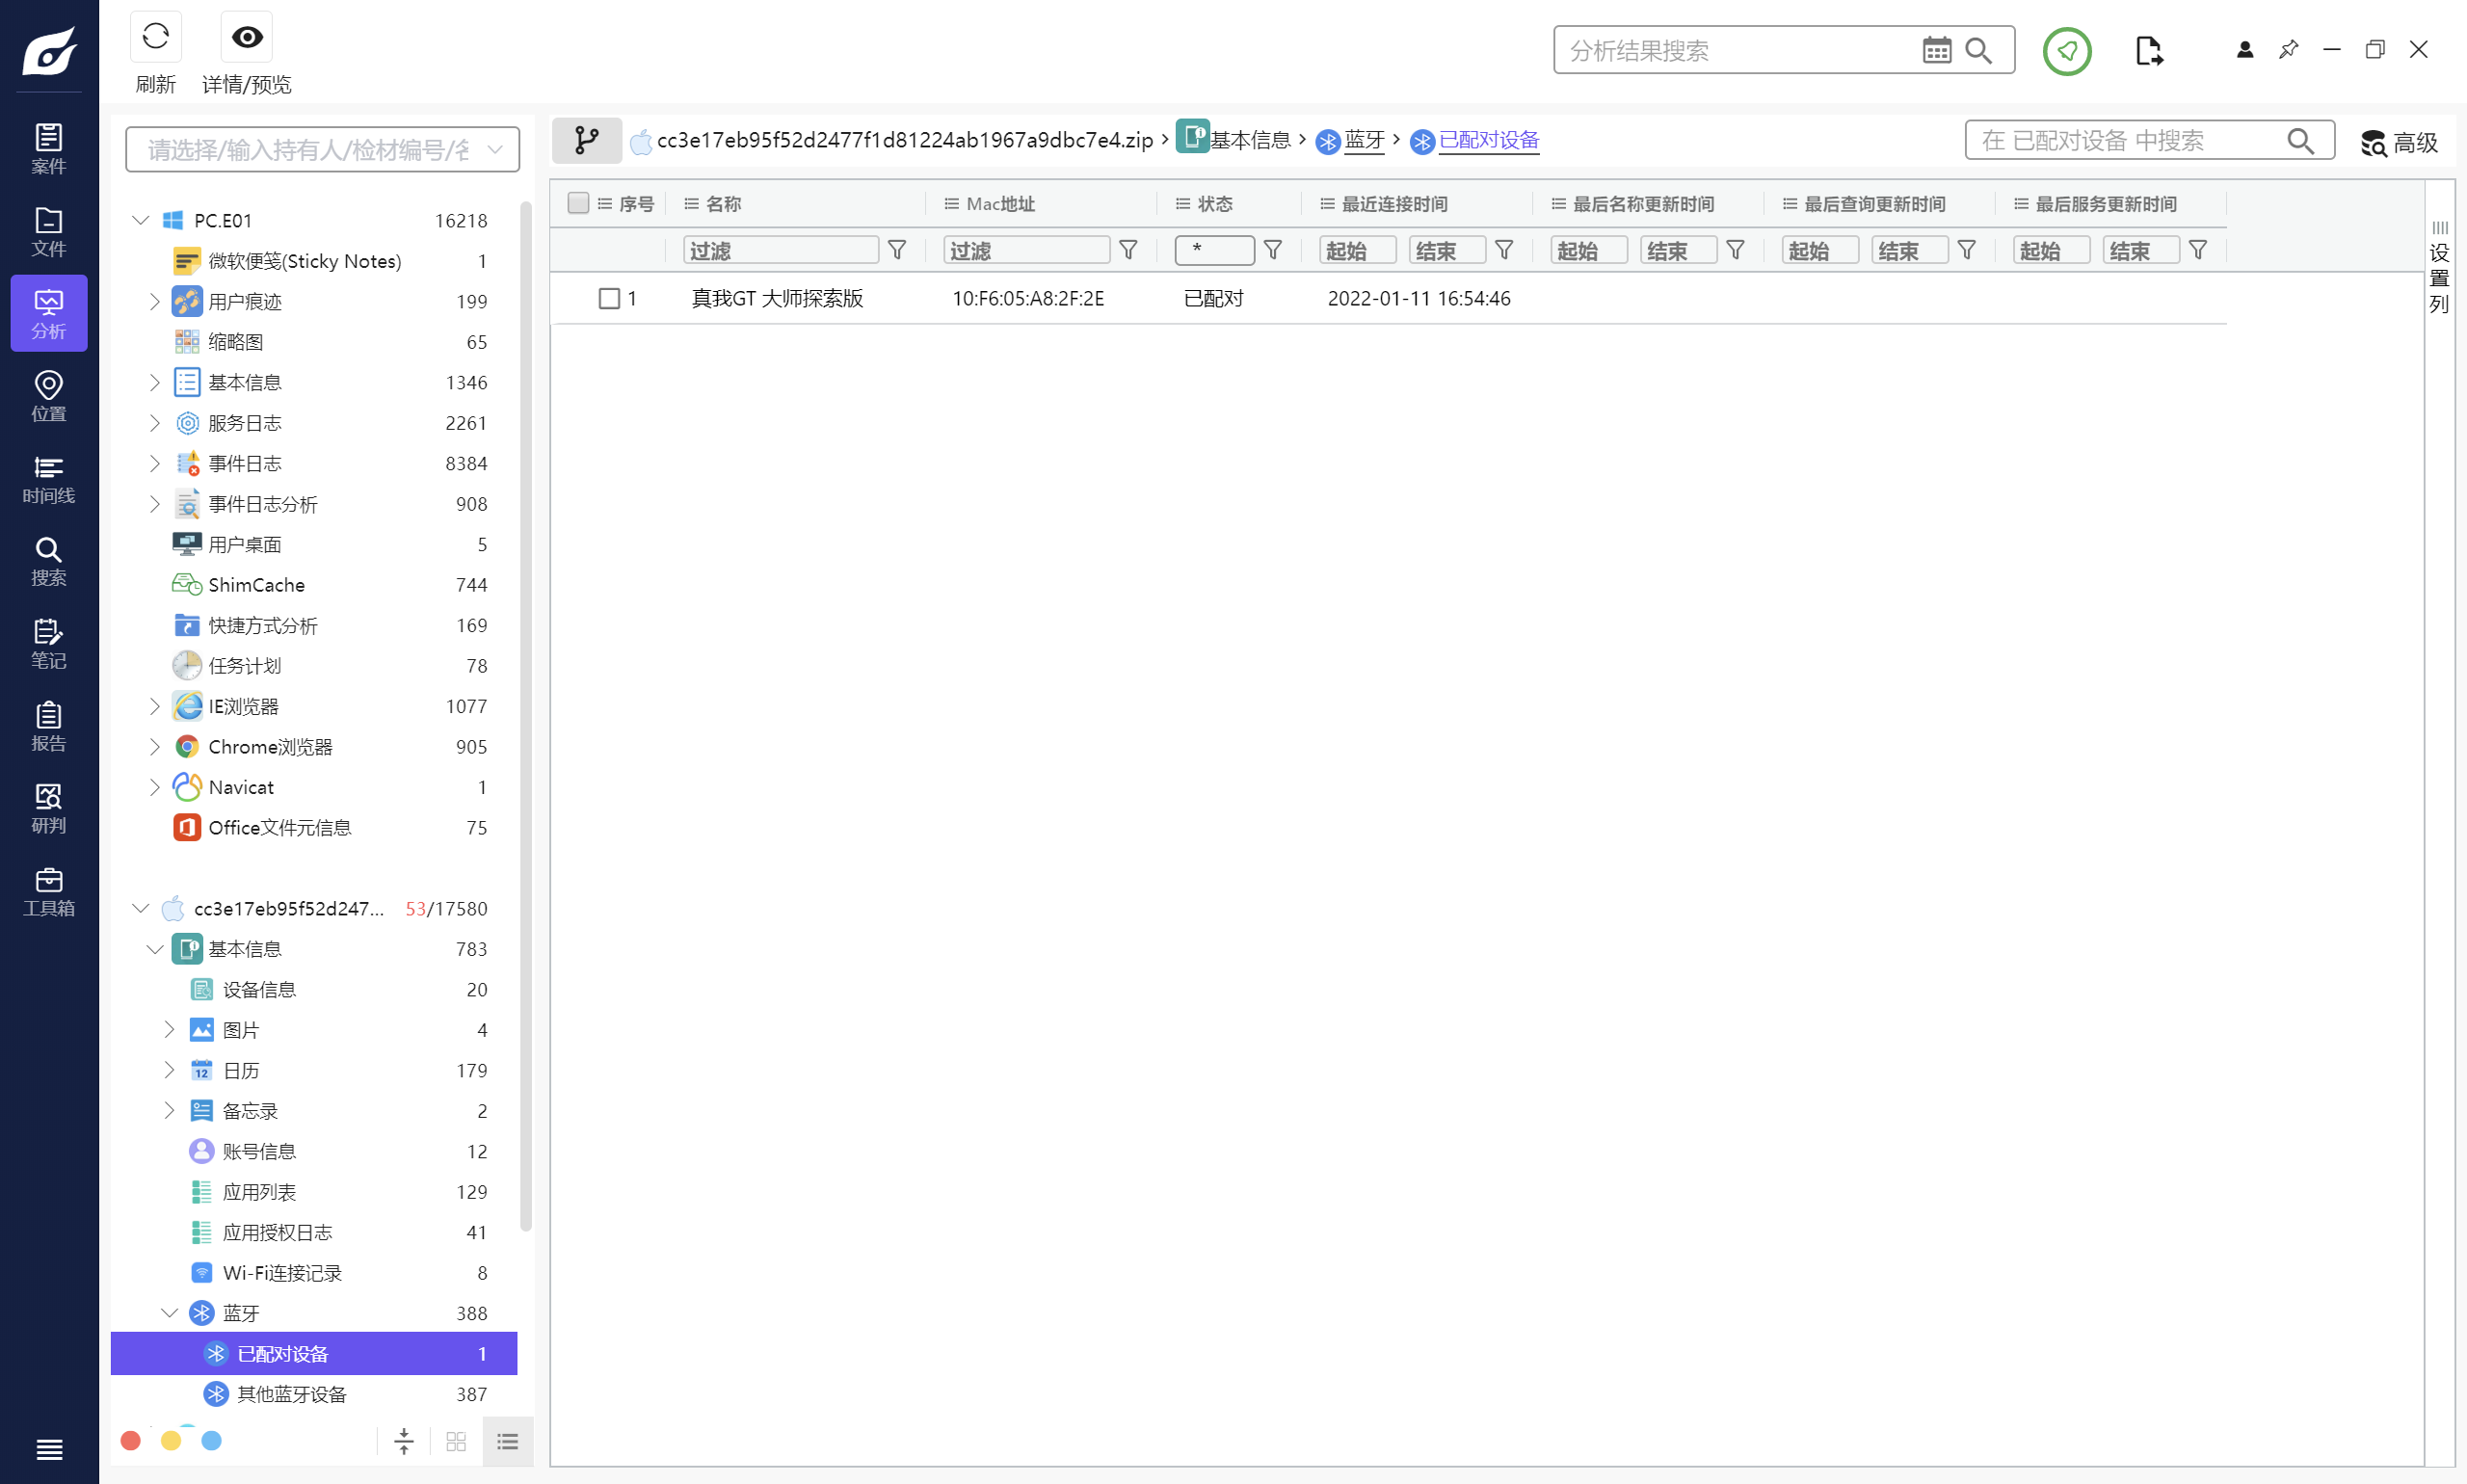 刷新
详情/预览
分析结果搜索
案件
文件
分析
位置
时间线
搜索
笔记
报告
研判
工具箱
请选择/输入持有人/检材编号/名
PC.E01 16218
微软便笺(Sticky Notes) 1
用户痕迹 199
缩略图 65
基本信息 1346
服务日志 2261
事件日志 8384
事件日志分析 908
用户桌面 5
ShimCache 744
快捷方式分析 169
任务计划 78
IE浏览器 1077
Chrome浏览器 905
Navicat 1
Office文件元信息 75
cc3e17eb95f52d247... 53/17580
基本信息 783
设备信息 20
图片 4
日历 179
备忘录 2
账号信息 12
应用列表 129
应用授权日志 41
Wi-Fi连接记录 8
蓝牙 388
已配对设备 1
其他蓝牙设备 387
cc3e17eb95f52d2477f1d81224ab1967a9dbc7e4.zip › 基本信息 › 蓝牙 › 已配对设备
在 已配对设备 中搜索
高级
序号 名称 Mac地址 状态 最近连接时间 最后名称更新时间 最后查询更新时间 最后服务更新时间
过滤 过滤 * 起始 结束 起始 结束 起始 结束 起始 结束
1 真我GT 大师探索版 10:F6:05:A8:2F:2E 已配对 2022-01-11 16:54:46
设置列